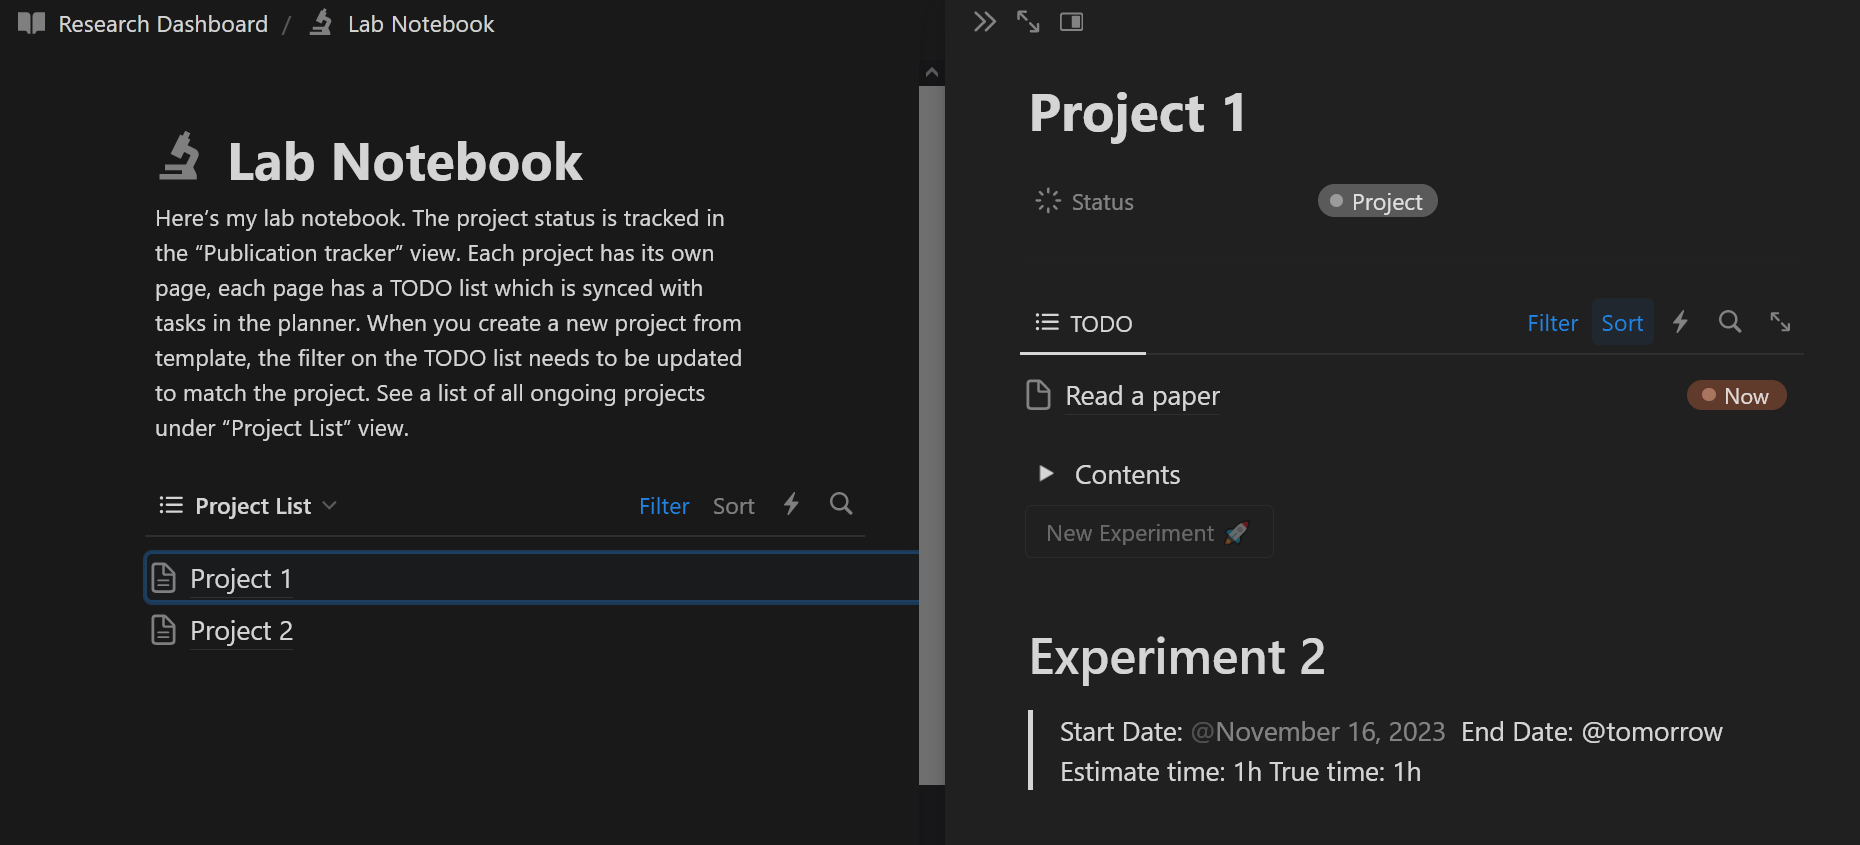 Research Dashboard / Lab Notebook
Lab Notebook
Here’s my lab notebook. The project status is tracked in
the “Publication tracker” view. Each project has its own
page, each page has a TODO list which is synced with
tasks in the planner. When you create a new project from
template, the filter on the TODO list needs to be updated
to match the project. See a list of all ongoing projects
under “Project List” view.
Project List Filter Sort
Project 1
Project 2
Project 1
Status Project
TODO Filter Sort
Read a paper Now
Contents
New Experiment 🚀
Experiment 2
Start Date: @November 16, 2023 End Date: @tomorrow
Estimate time: 1h True time: 1h